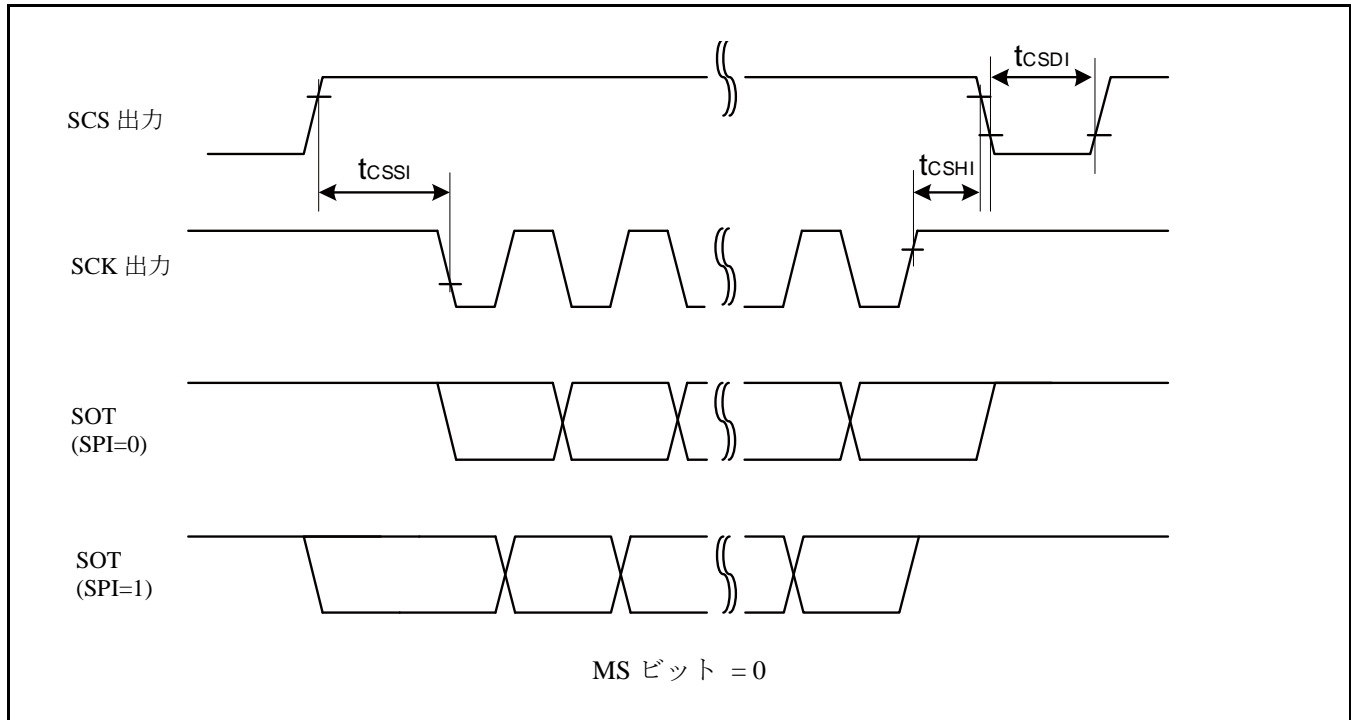 tCSDI
SCS 出力
tCSSI
tCSHI
SCK 出力
SOT
(SPI=0)
SOT
(SPI=1)
MS ビット = 0